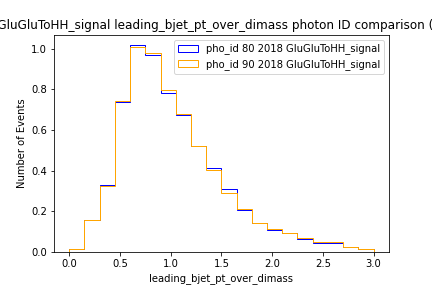 GluGluToHH_signal leading_bjet_pt_over_dimass photon ID comparison (
pho_id 80 2018 GluGluToHH_signal
pho_id 90 2018 GluGluToHH_signal
Number of Events
1.0
0.8
0.6
0.4
0.2
0.0
0.0 0.5 1.0 1.5 2.0 2.5 3.0
leading_bjet_pt_over_dimass